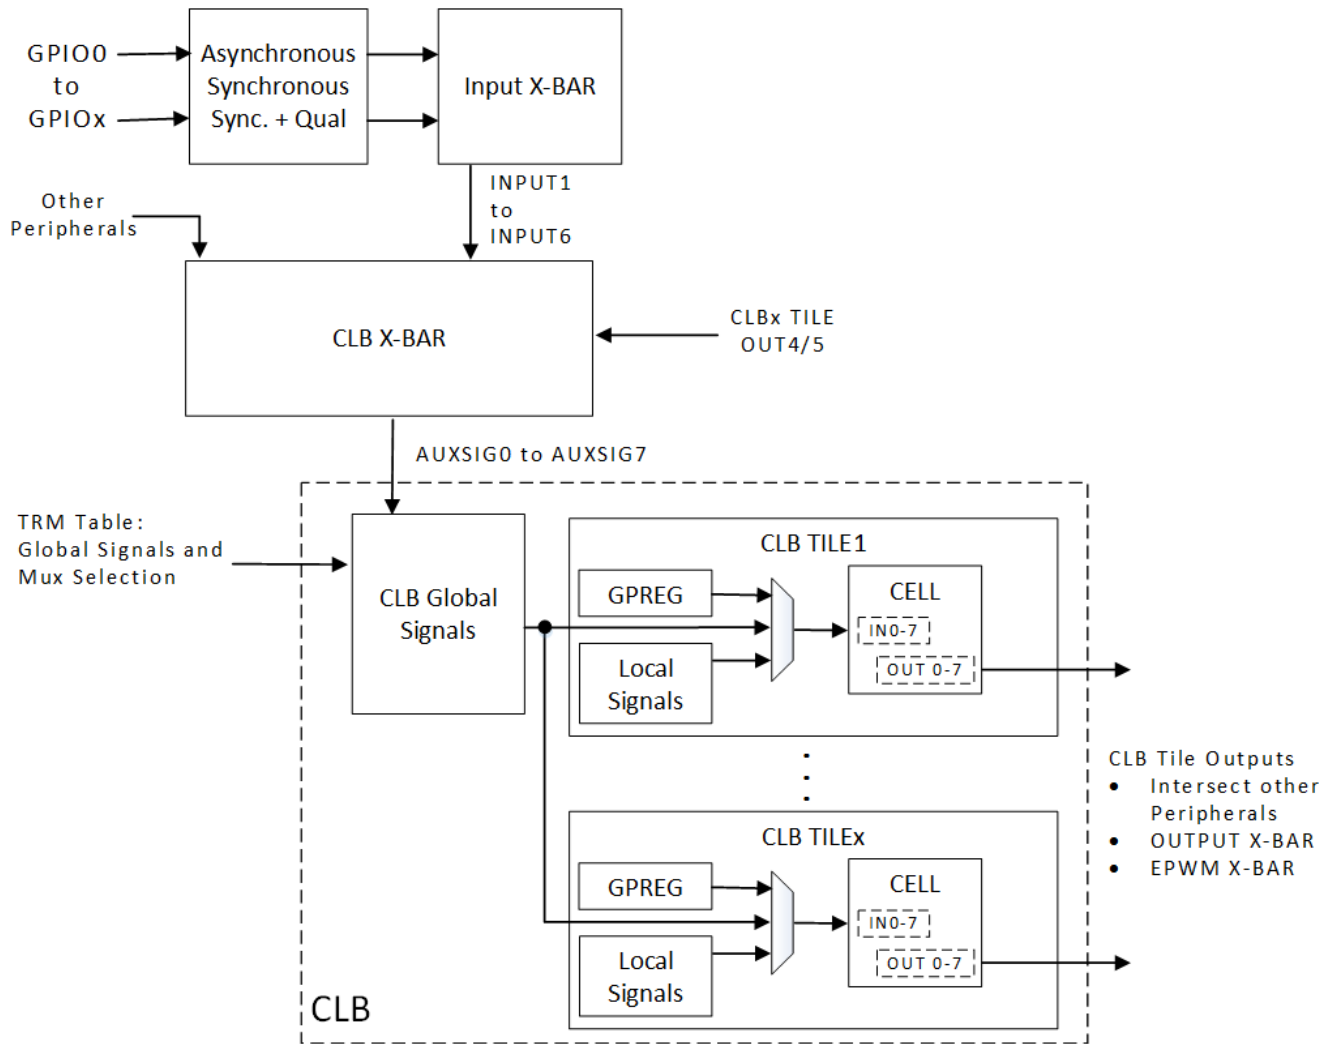 GPIO0
to
GPIOx
Asynchronous
Synchronous
Sync. + Qual
Input X-BAR
INPUT1
to
INPUT6
Other
Peripherals
CLB X-BAR
CLBx TILE
OUT4/5
AUXSIG0 to AUXSIG7
TRM Table:
Global Signals and
Mux Selection
CLB Global
Signals
CLB TILE1
GPREG
Local
Signals
CELL
IN0-7
OUT 0-7
CLB Tile Outputs
• Intersect other
Peripherals
• OUTPUT X-BAR
• EPWM X-BAR
CLB TILEx
GPREG
Local
Signals
CELL
IN0-7
OUT 0-7
CLB